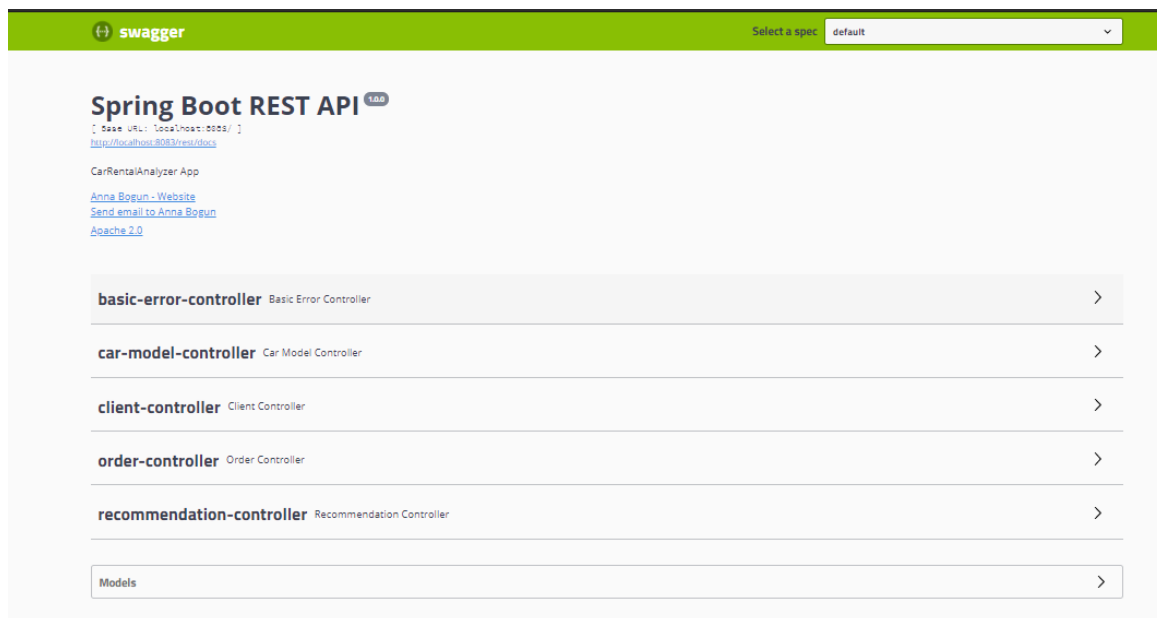 swagger
Select a spec default
Spring Boot REST API 1.0.0
[ Base URL: localhost:8083/ ]
http://localhost:8083/rest/docs
CarRentalAnalyzer App
Anna Bogun - Website
Send email to Anna Bogun
Apache 2.0
basic-error-controller Basic Error Controller
car-model-controller Car Model Controller
client-controller Client Controller
order-controller Order Controller
recommendation-controller Recommendation Controller
Models